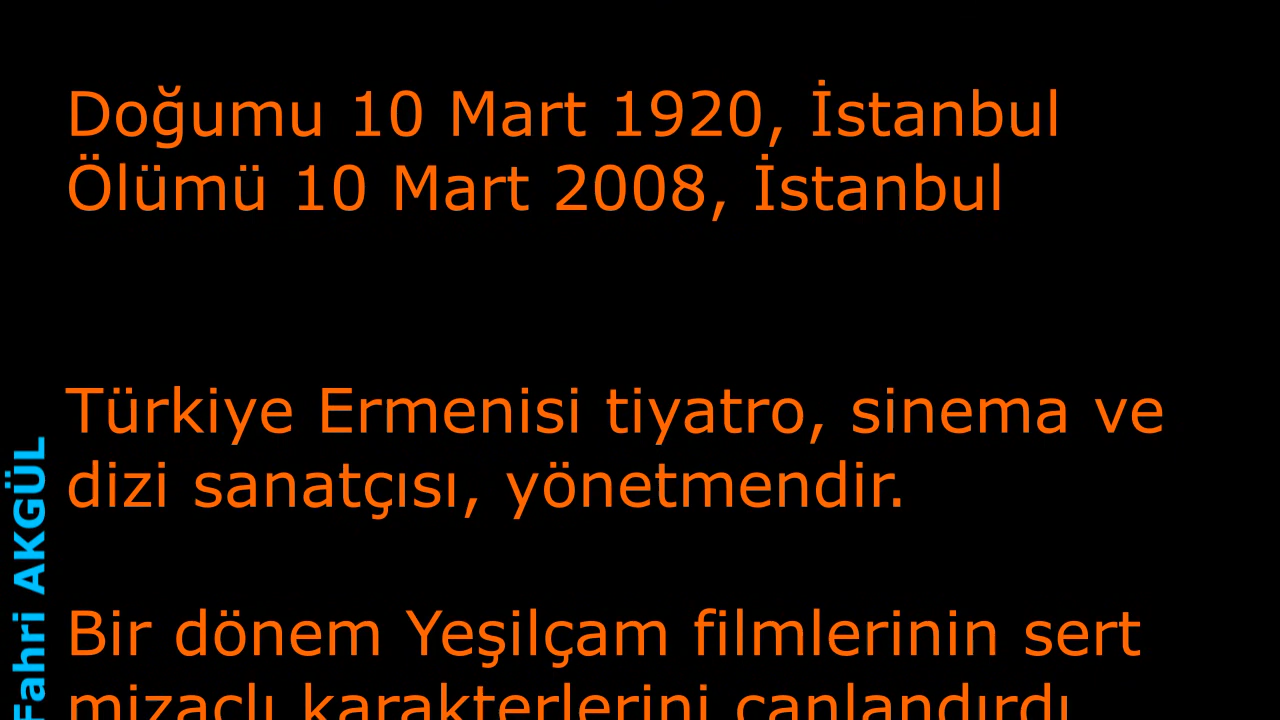 Doğumu 10 Mart 1920, İstanbul
Ölümü 10 Mart 2008, İstanbul
Türkiye Ermenisi tiyatro, sinema ve
dizi sanatçısı, yönetmendir.
Bir dönem Yeşilçam filmlerinin sert
mizaçlı karakterlerini canlandırdı
Fahri AKGÜL